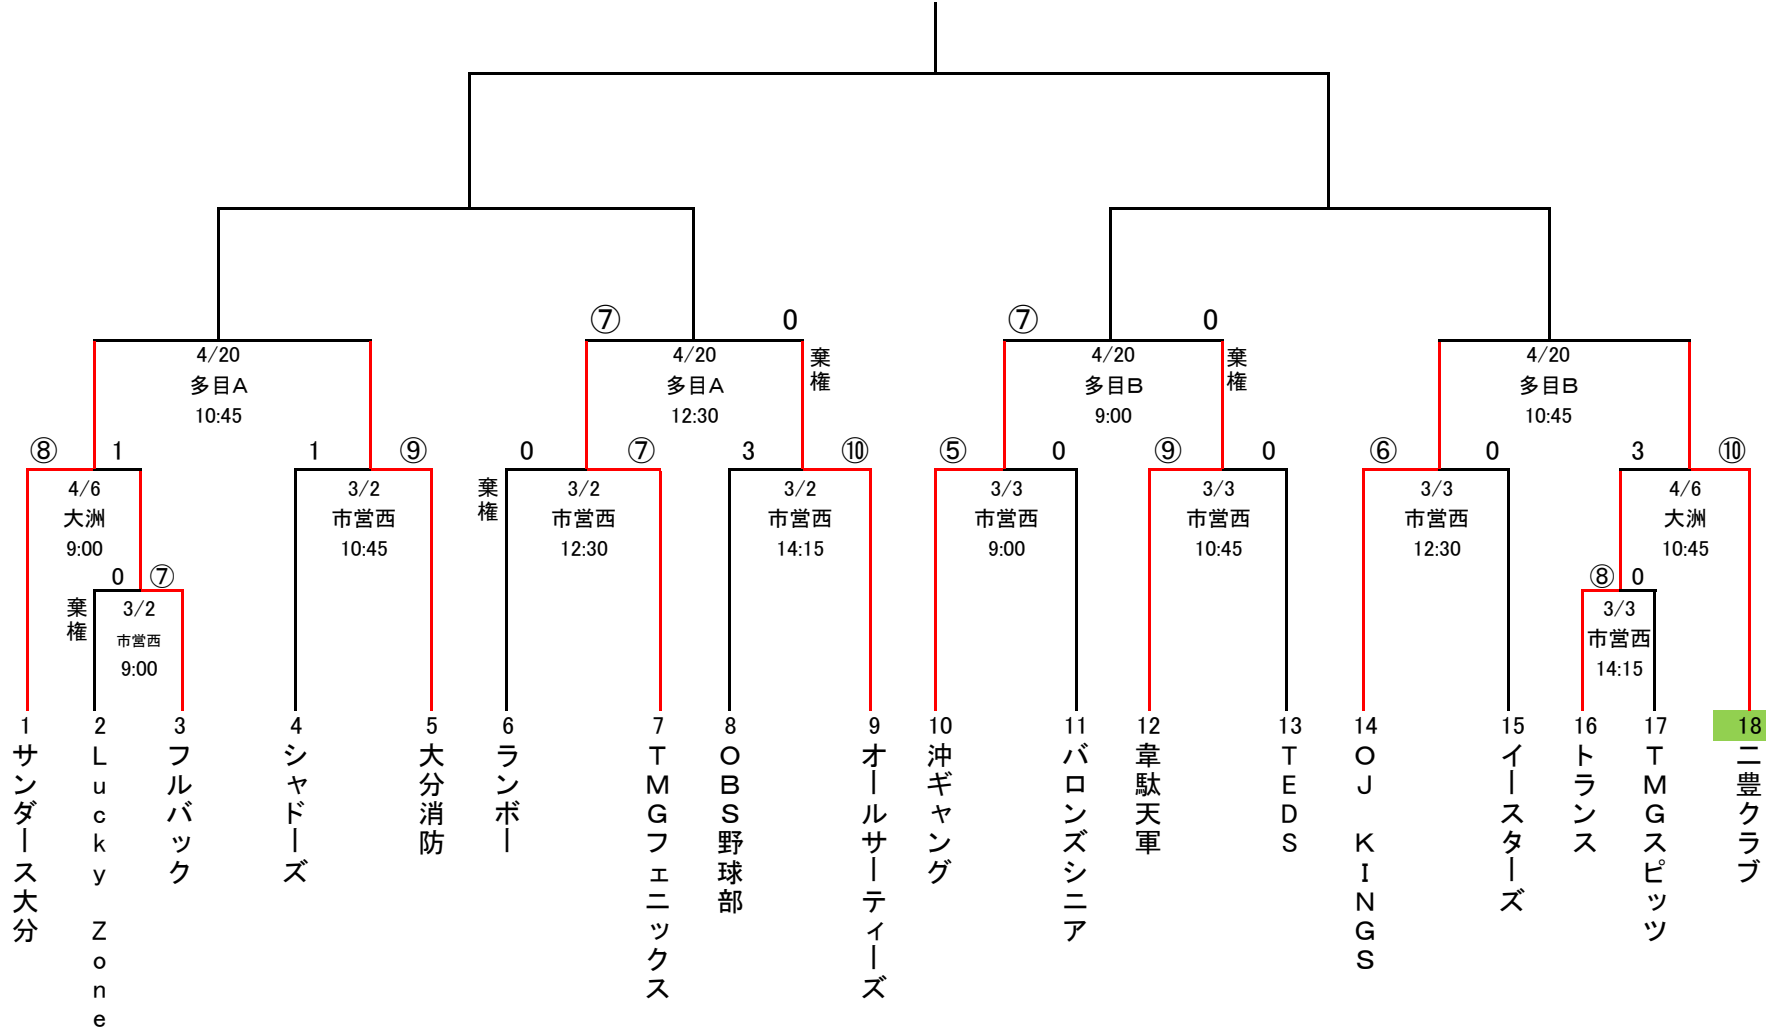 ⑦ 0 ⑦ 0
4/20 4/20 棄権 4/20 棄権 4/20
多目A 多目A 多目B 多目B
10:45 12:30 9:00 10:45
⑧ 1 1 ⑨ 0 ⑦ 3 ⑩ ⑤ 0 ⑨ 0 ⑥ 0 3 ⑩
4/6 3/2 棄権 3/2 3/2 3/3 3/3 3/3 4/6
大洲 市営西 市営西 市営西 市営西 市営西 市営西 大洲
9:00 10:45 12:30 14:15 9:00 10:45 12:30 10:45
0 ⑦ ⑧ 0
棄権 3/2 3/3
市営西 市営西
9:00 14:15
1 2 3 4 5 6 7 8 9 10 11 12 13 14 15 16 17 18
サンダース大分
Lucky Zone
フルバック
シャドーズ
大分消防
ランボー
TMGフェニックス
OBS野球部
オールサーティーズ
沖ギャング
バロンズシニア
韋駄天軍
TEDS
OJ KINGS
イースターズ
トランス
TMGスピッツ
二豊クラブ